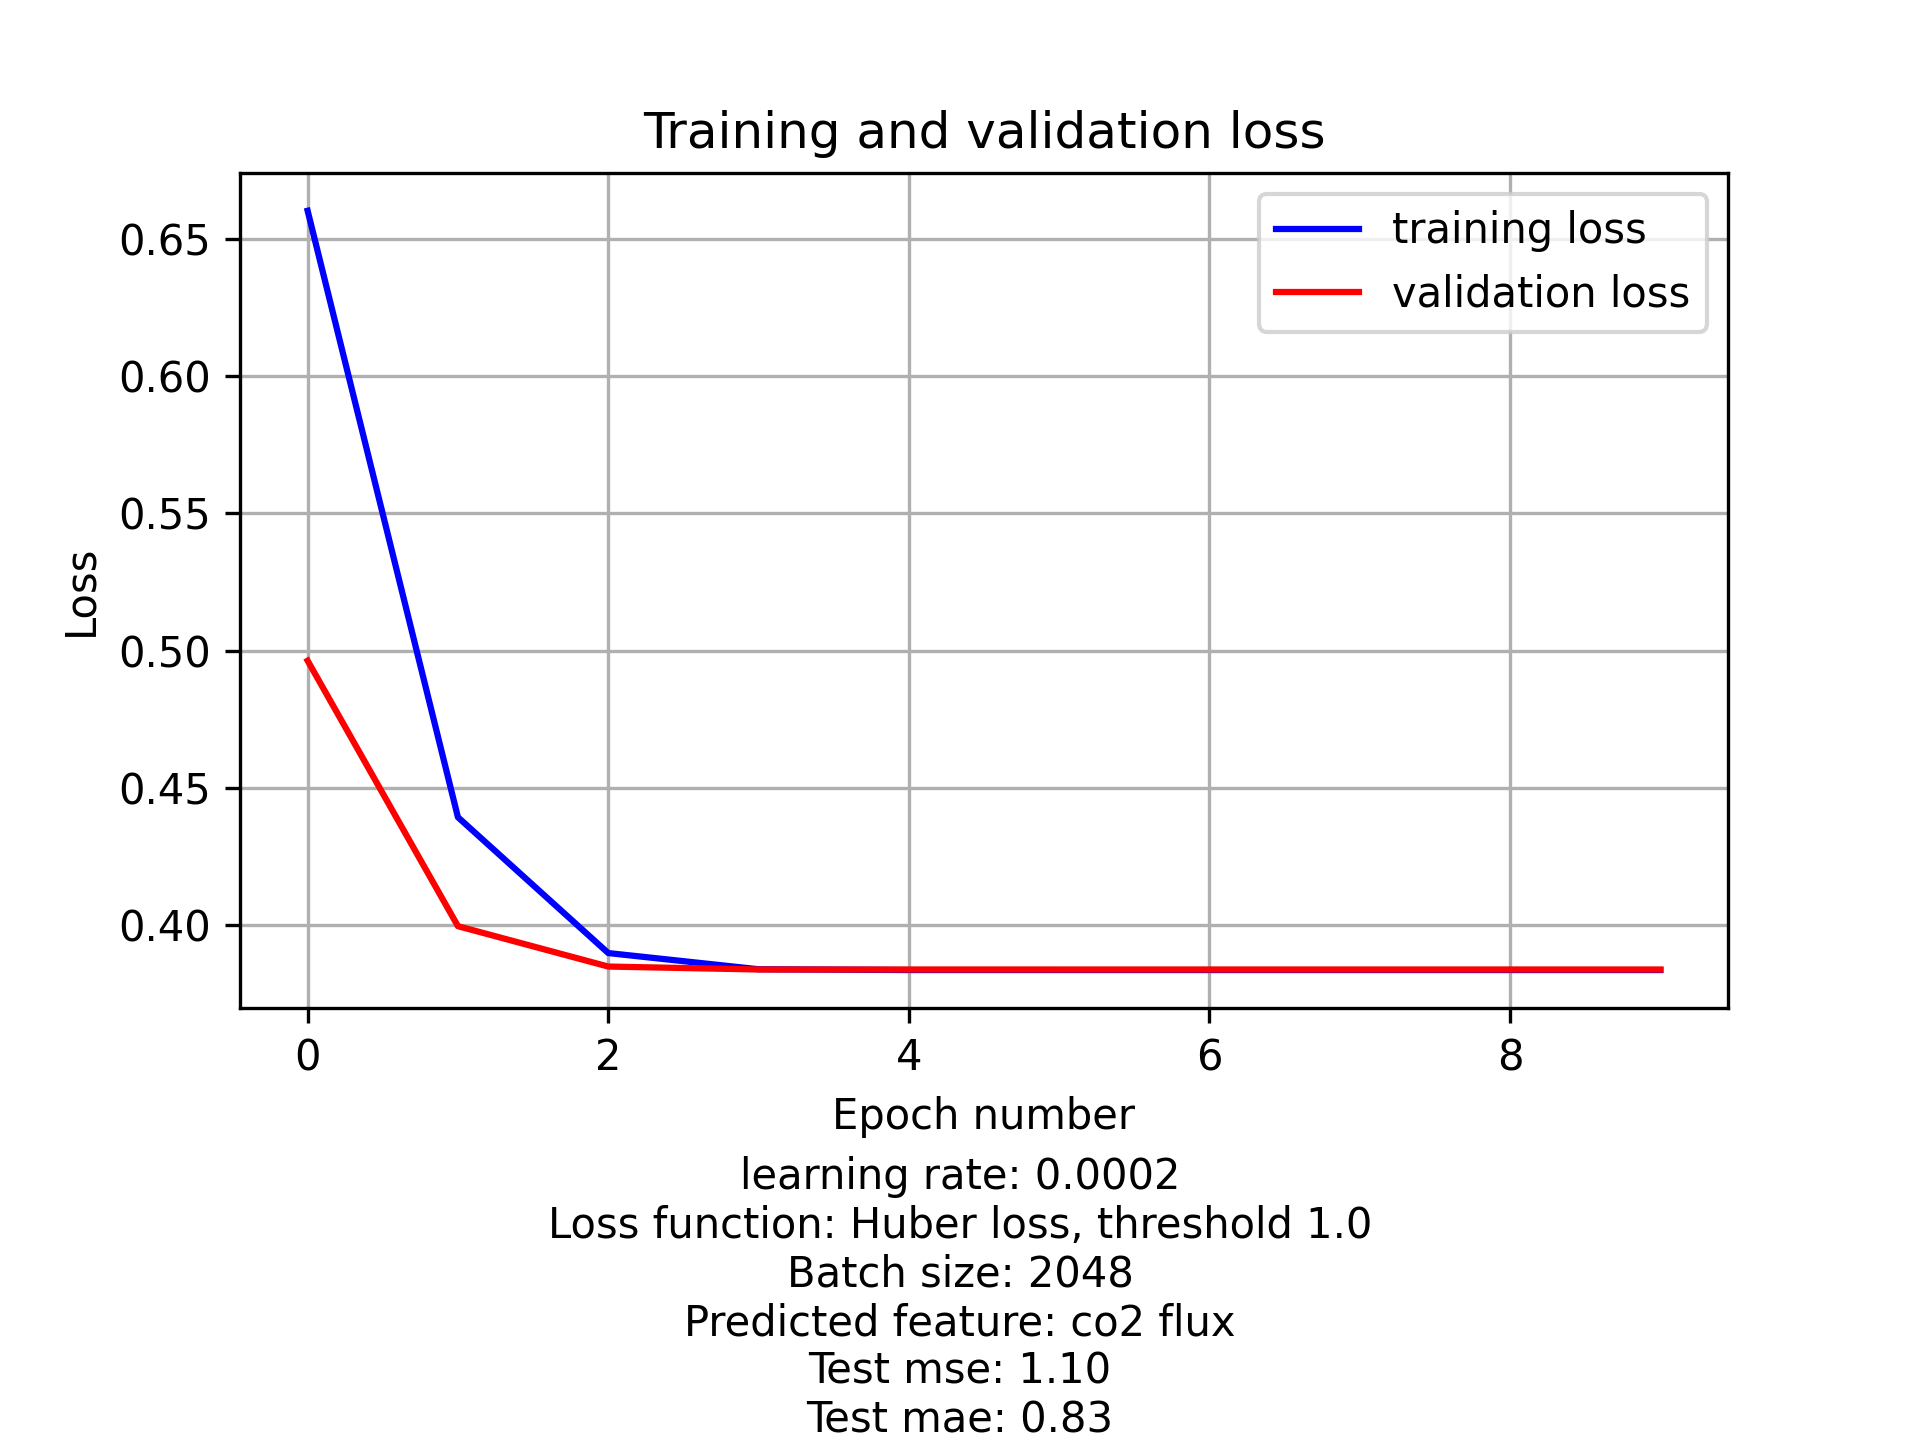 Training and validation loss
training loss
validation loss
0.65
0.60
0.55
0.50
0.45
0.40
Loss
0 2 4 6 8
Epoch number
learning rate: 0.0002
Loss function: Huber loss, threshold 1.0
Batch size: 2048
Predicted feature: co2 flux
Test mse: 1.10
Test mae: 0.83